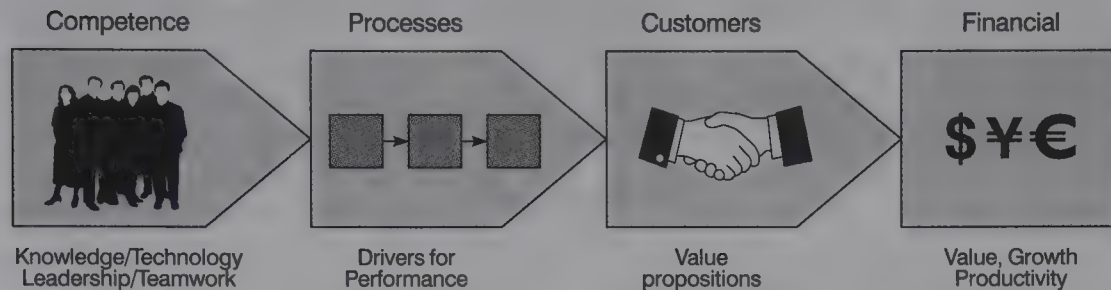 Competence
Processes
Customers
Financial
$¥€
Knowledge/Technology
Leadership/Teamwork
Drivers for
Performance
Value
propositions
Value, Growth
Productivity